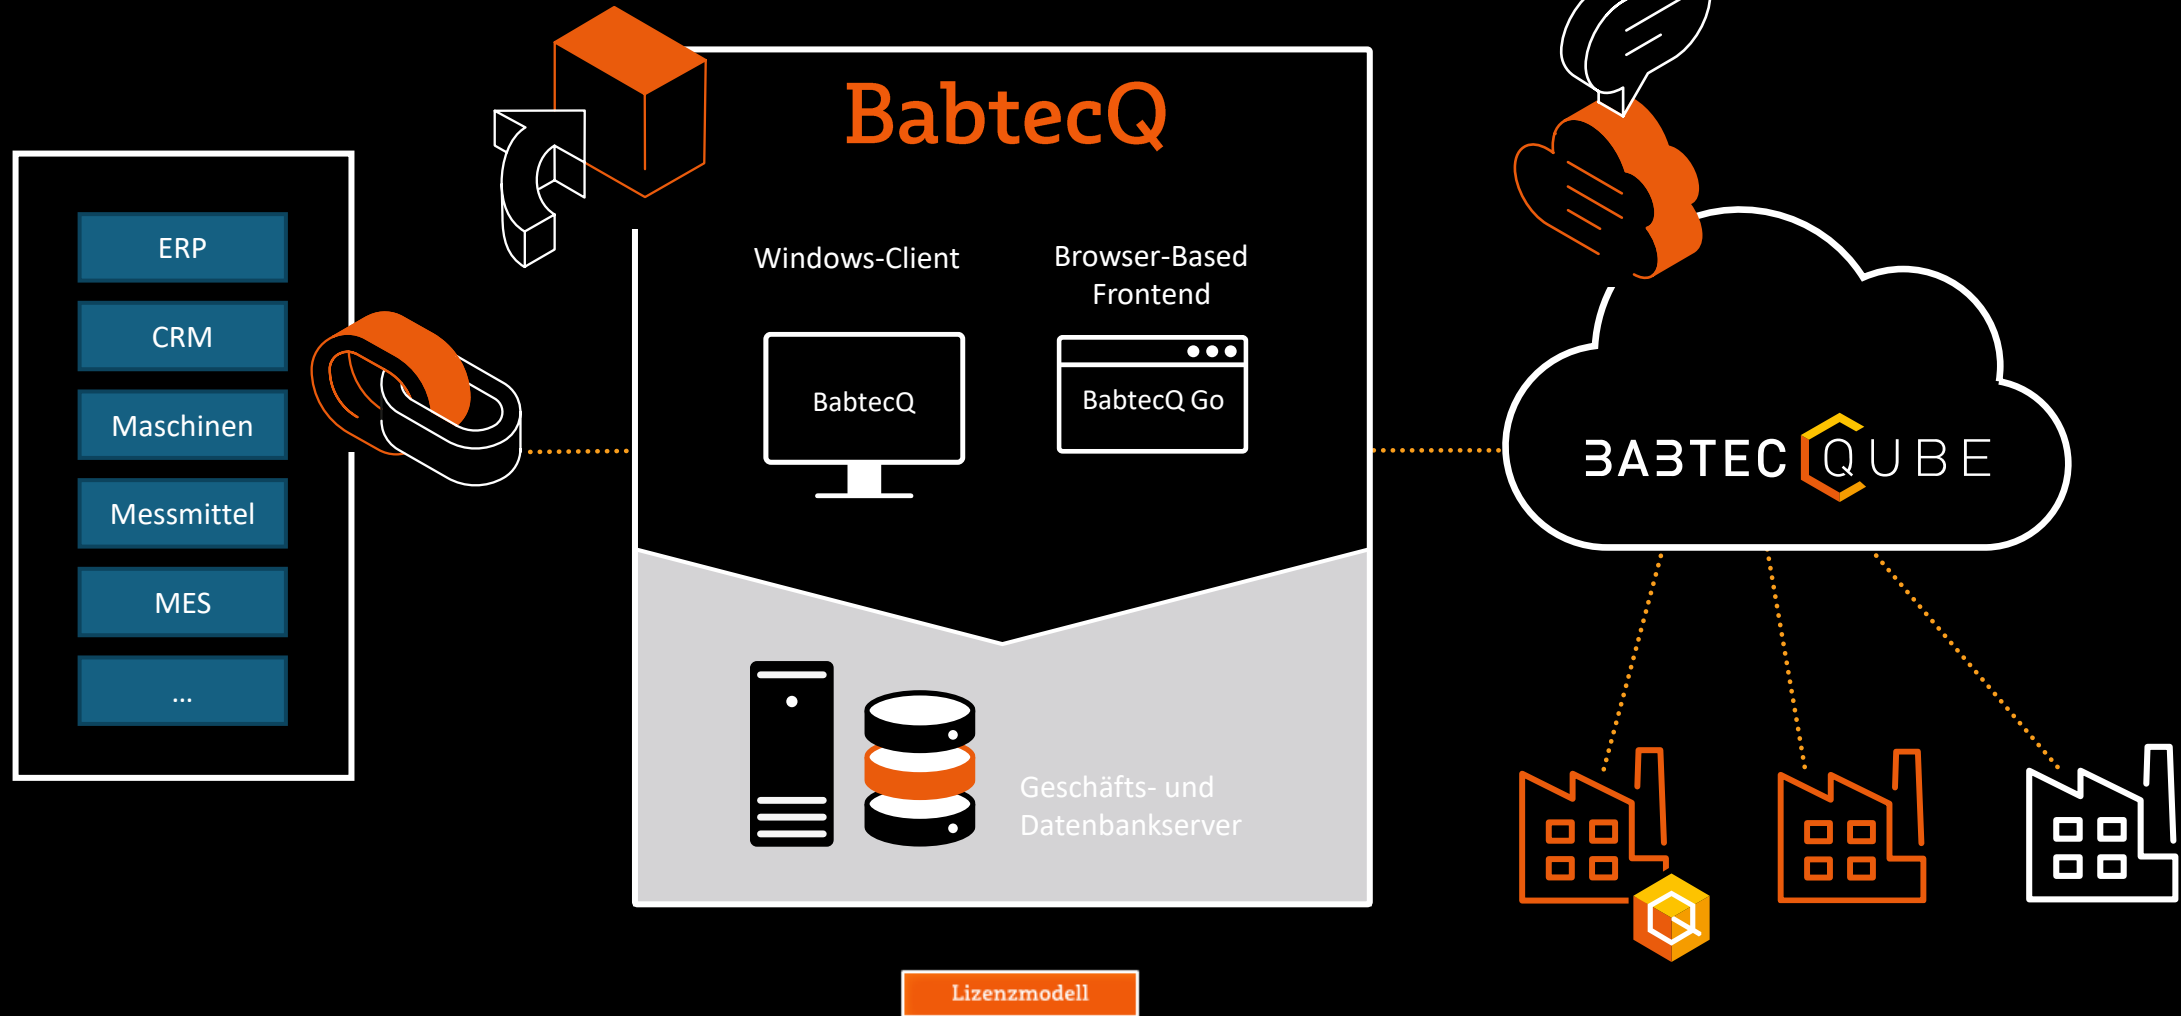 BabtecQ
ERP
CRM
Maschinen
Messmittel
MES
...
Windows-Client
Browser-Based
Frontend
BabtecQ
BabtecQ Go
Geschäfts- und
Datenbankserver
BABTEC QUBE
Lizenzmodell